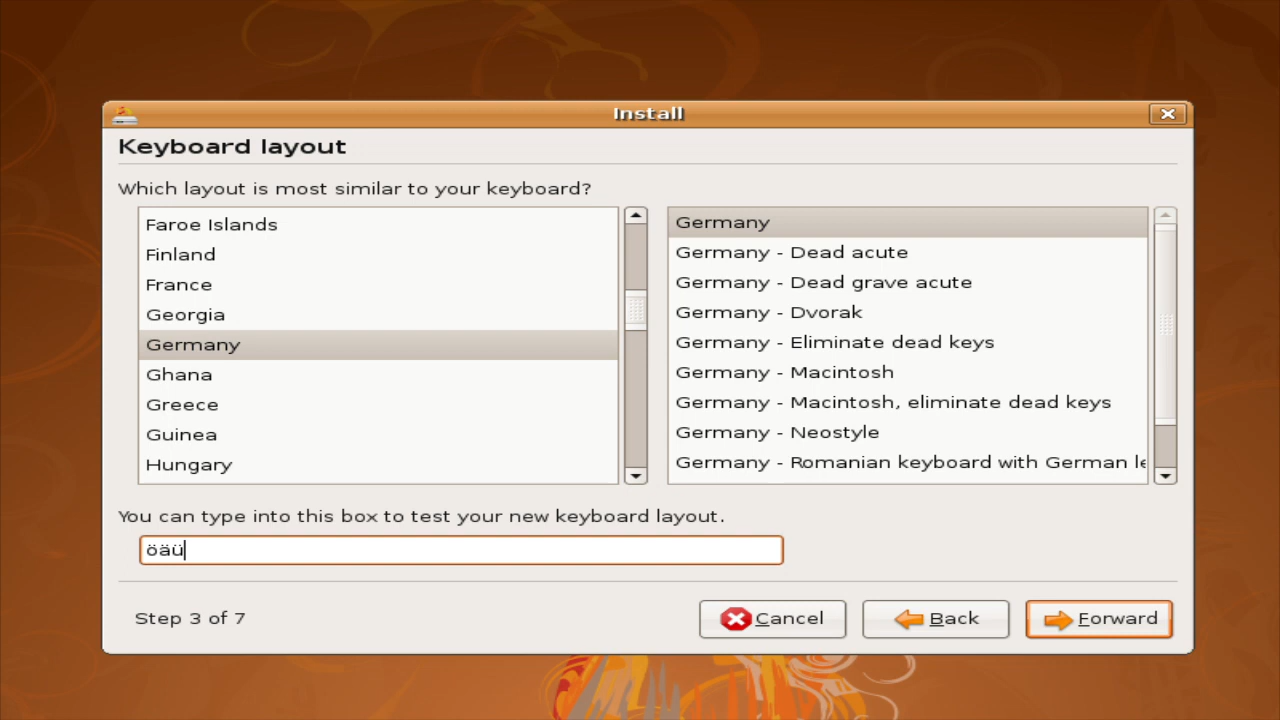 Install
Keyboard layout
Which layout is most similar to your keyboard?
Faroe Islands
Finland
France
Georgia
Germany
Ghana
Greece
Guinea
Hungary
Germany
Germany - Dead acute
Germany - Dead grave acute
Germany - Dvorak
Germany - Eliminate dead keys
Germany - Macintosh
Germany - Macintosh, eliminate dead keys
Germany - Neostyle
Germany - Romanian keyboard with German le
You can type into this box to test your new keyboard layout.
öäü
Step 3 of 7
Cancel
Back
Forward